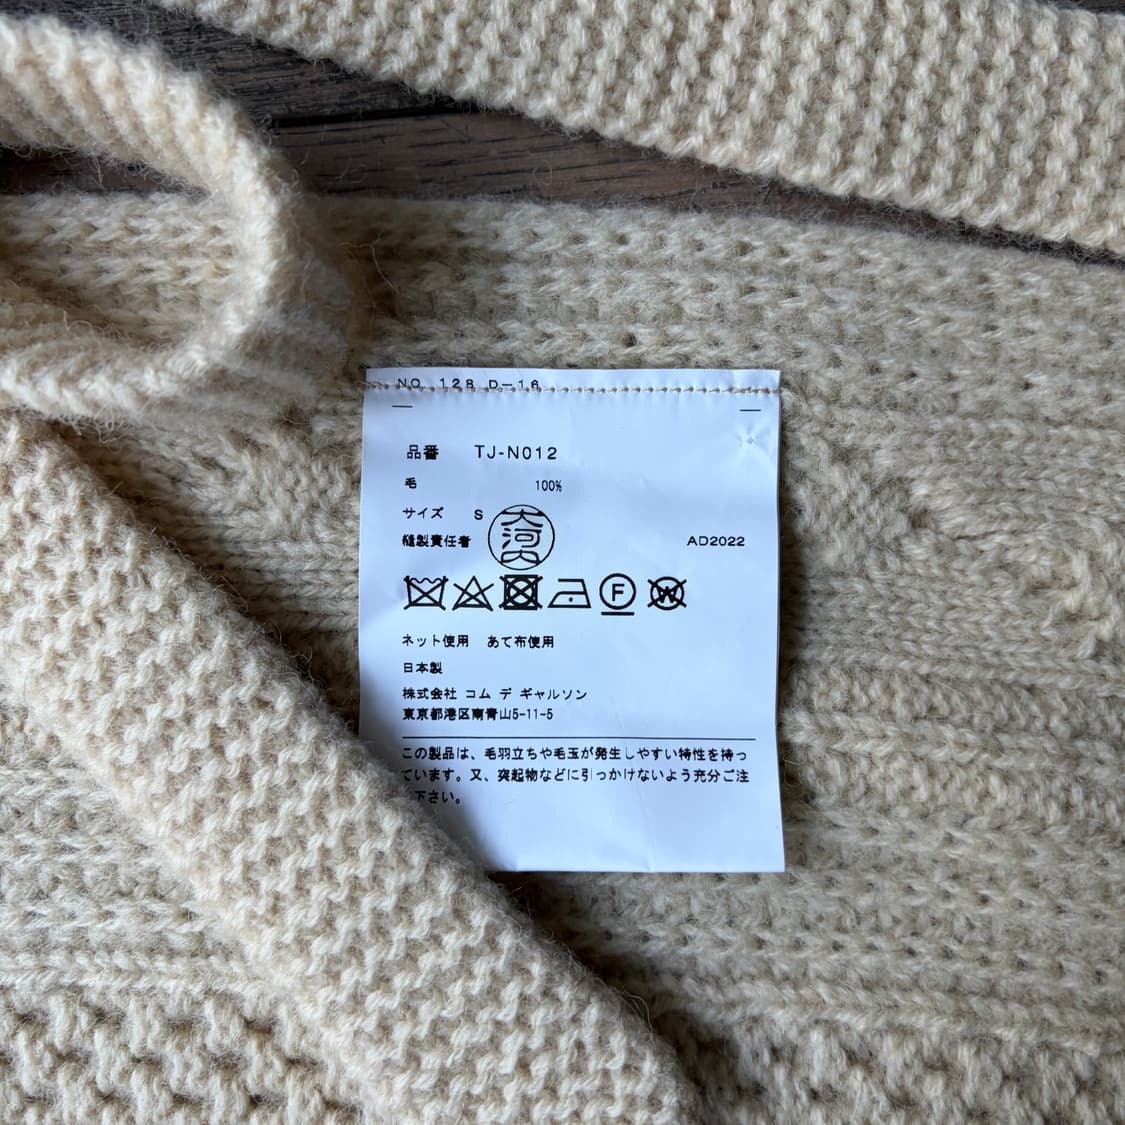 NO. 128 D-16
品番 TJ-N012
毛 100%
サイズ S
大河内
縫製責任者 AD2022
F W
ネット使用 あて布使用
日本製
株式会社 コム デ ギャルソン
東京都港区南青山5-11-5
この製品は、毛羽立ちや毛玉が発生しやすい特性を持っ
ています。又、突起物などに引っかけないよう充分ご注
下さい。